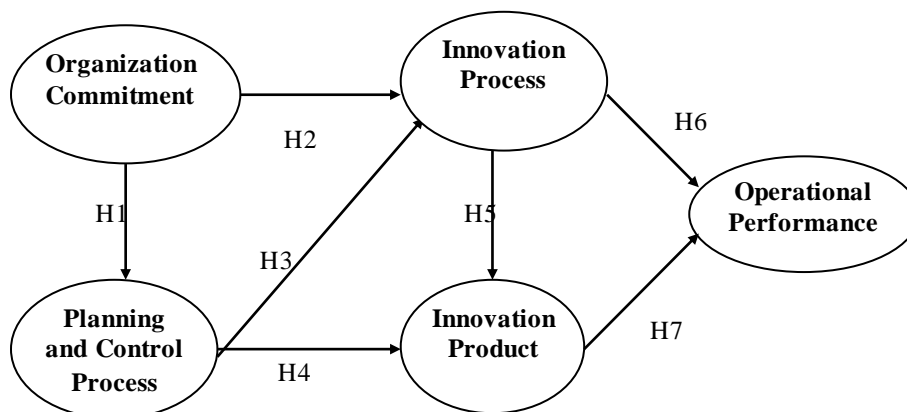 Organization
Commitment
Innovation
Process
H2
H6
H1
H3
H5
Operational
Performance
Planning
and Control
Process
H4
Innovation
Product
H7